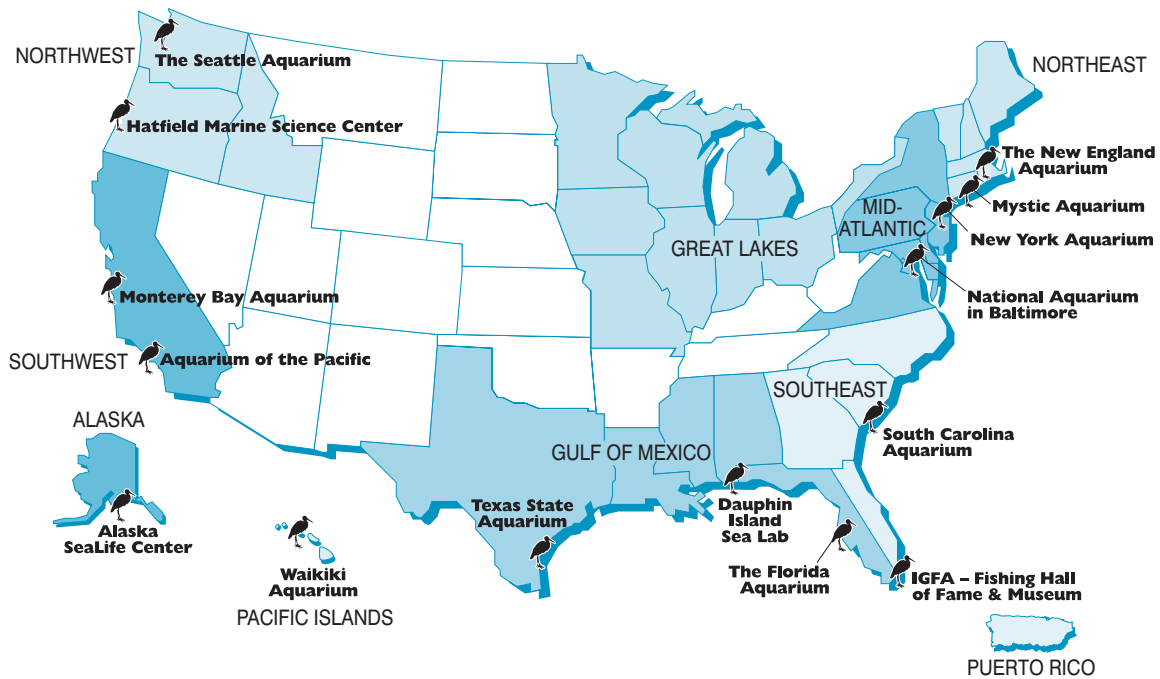 NORTHWEST
The Seattle Aquarium
Hatfield Marine Science Center
NORTHEAST
The New England
Aquarium
Mystic Aquarium
MID-
ATLANTIC
New York Aquarium
GREAT LAKES
National Aquarium
in Baltimore
Monterey Bay Aquarium
SOUTHWEST
Aquarium of the Pacific
SOUTHEAST
South Carolina
Aquarium
ALASKA
Alaska
SeaLife Center
GULF OF MEXICO
Texas State
Aquarium
Dauphin
Island
Sea Lab
Waikiki
Aquarium
PACIFIC ISLANDS
The Florida
Aquarium
IGFA – Fishing Hall
of Fame & Museum
PUERTO RICO